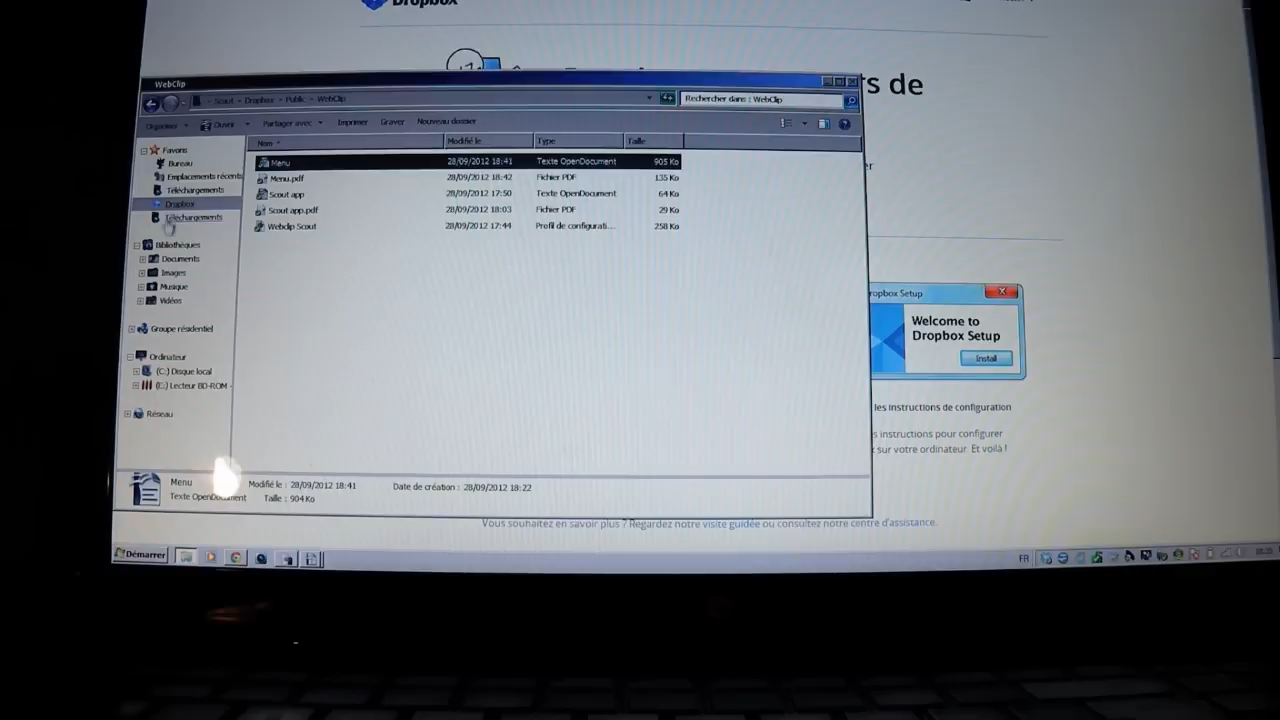 Dropbox
s de
WebClip
Scout Dropbox Public WebClip
Rechercher dans : WebClip
Organiser Ouvrir Partager avec Imprimer Graver Nouveau dossier
Nom Modifié le Type Taille
Favoris
Bureau
Emplacements récents
Téléchargements
Dropbox
Téléchargements
Bibliothèques
Documents
Images
Musique
Vidéos
Groupe résidentiel
Ordinateur
(C:) Disque local
(E:) Lecteur BD-ROM
Réseau
Menu 28/09/2012 18:41 Texte OpenDocument 905 Ko
Menu.pdf 28/09/2012 18:42 Fichier PDF 135 Ko
Scout app 28/09/2012 17:50 Texte OpenDocument 64 Ko
Scout app.pdf 28/09/2012 18:03 Fichier PDF 29 Ko
Webclip Scout 28/09/2012 17:44 Profil de configurati... 258 Ko
er
ropbox Setup
Welcome to
Dropbox Setup
Install
les instructions de configuration
s instructions pour configurer
sur votre ordinateur. Et voilà !
Menu
Texte OpenDocument
Modifié le : 28/09/2012 18:41
Taille : 904 Ko
Date de création : 28/09/2012 18:22
Vous souhaitez en savoir plus ? Regardez notre visite guidée ou consultez notre centre d'assistance.
Démarrer
FR